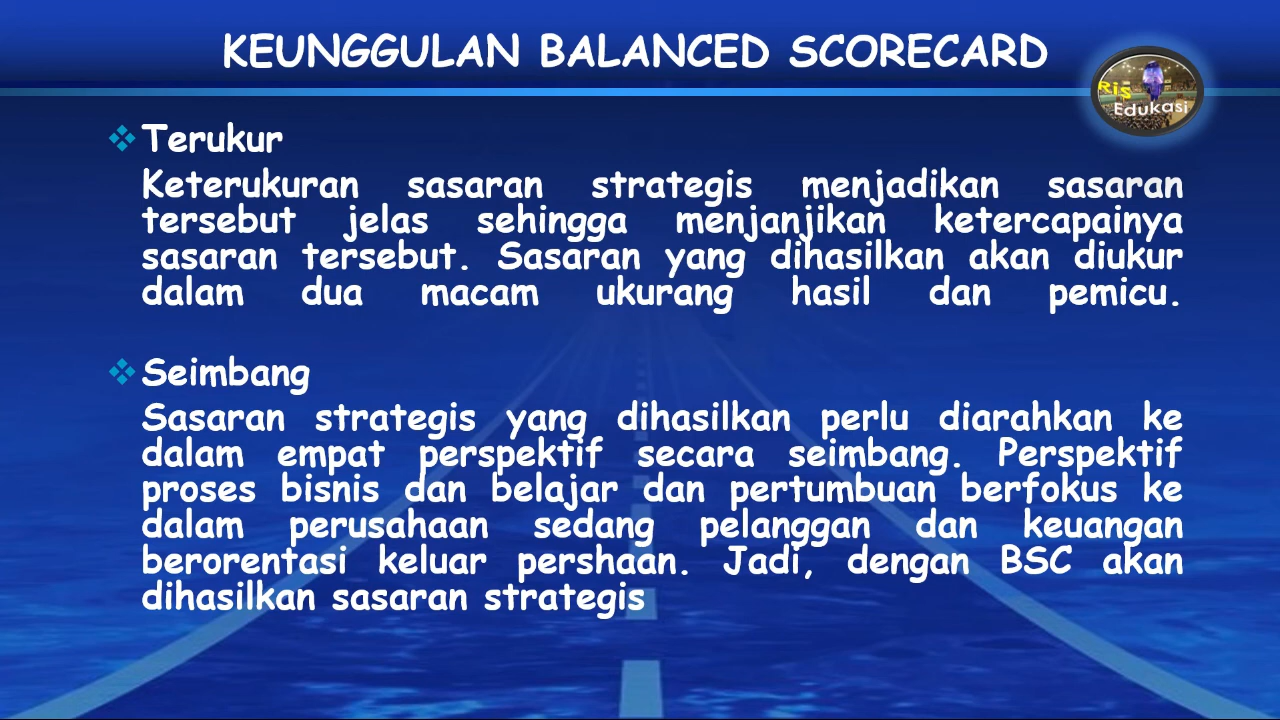 KEUNGGULAN BALANCED SCORECARD
Ris
Edukasi
Terukur
Keterukuran sasaran strategis menjadikan sasaran
tersebut jelas sehingga menjanjikan ketercapainya
sasaran tersebut. Sasaran yang dihasilkan akan diukur
dalam dua macam ukurang hasil dan pemicu.
Seimbang
Sasaran strategis yang dihasilkan perlu diarahkan ke
dalam empat perspektif secara seimbang. Perspektif
proses bisnis dan belajar dan pertumbuan berfokus ke
dalam perusahaan sedang pelanggan dan keuangan
berorentasi keluar pershaan. Jadi, dengan BSC akan
dihasilkan sasaran strategis